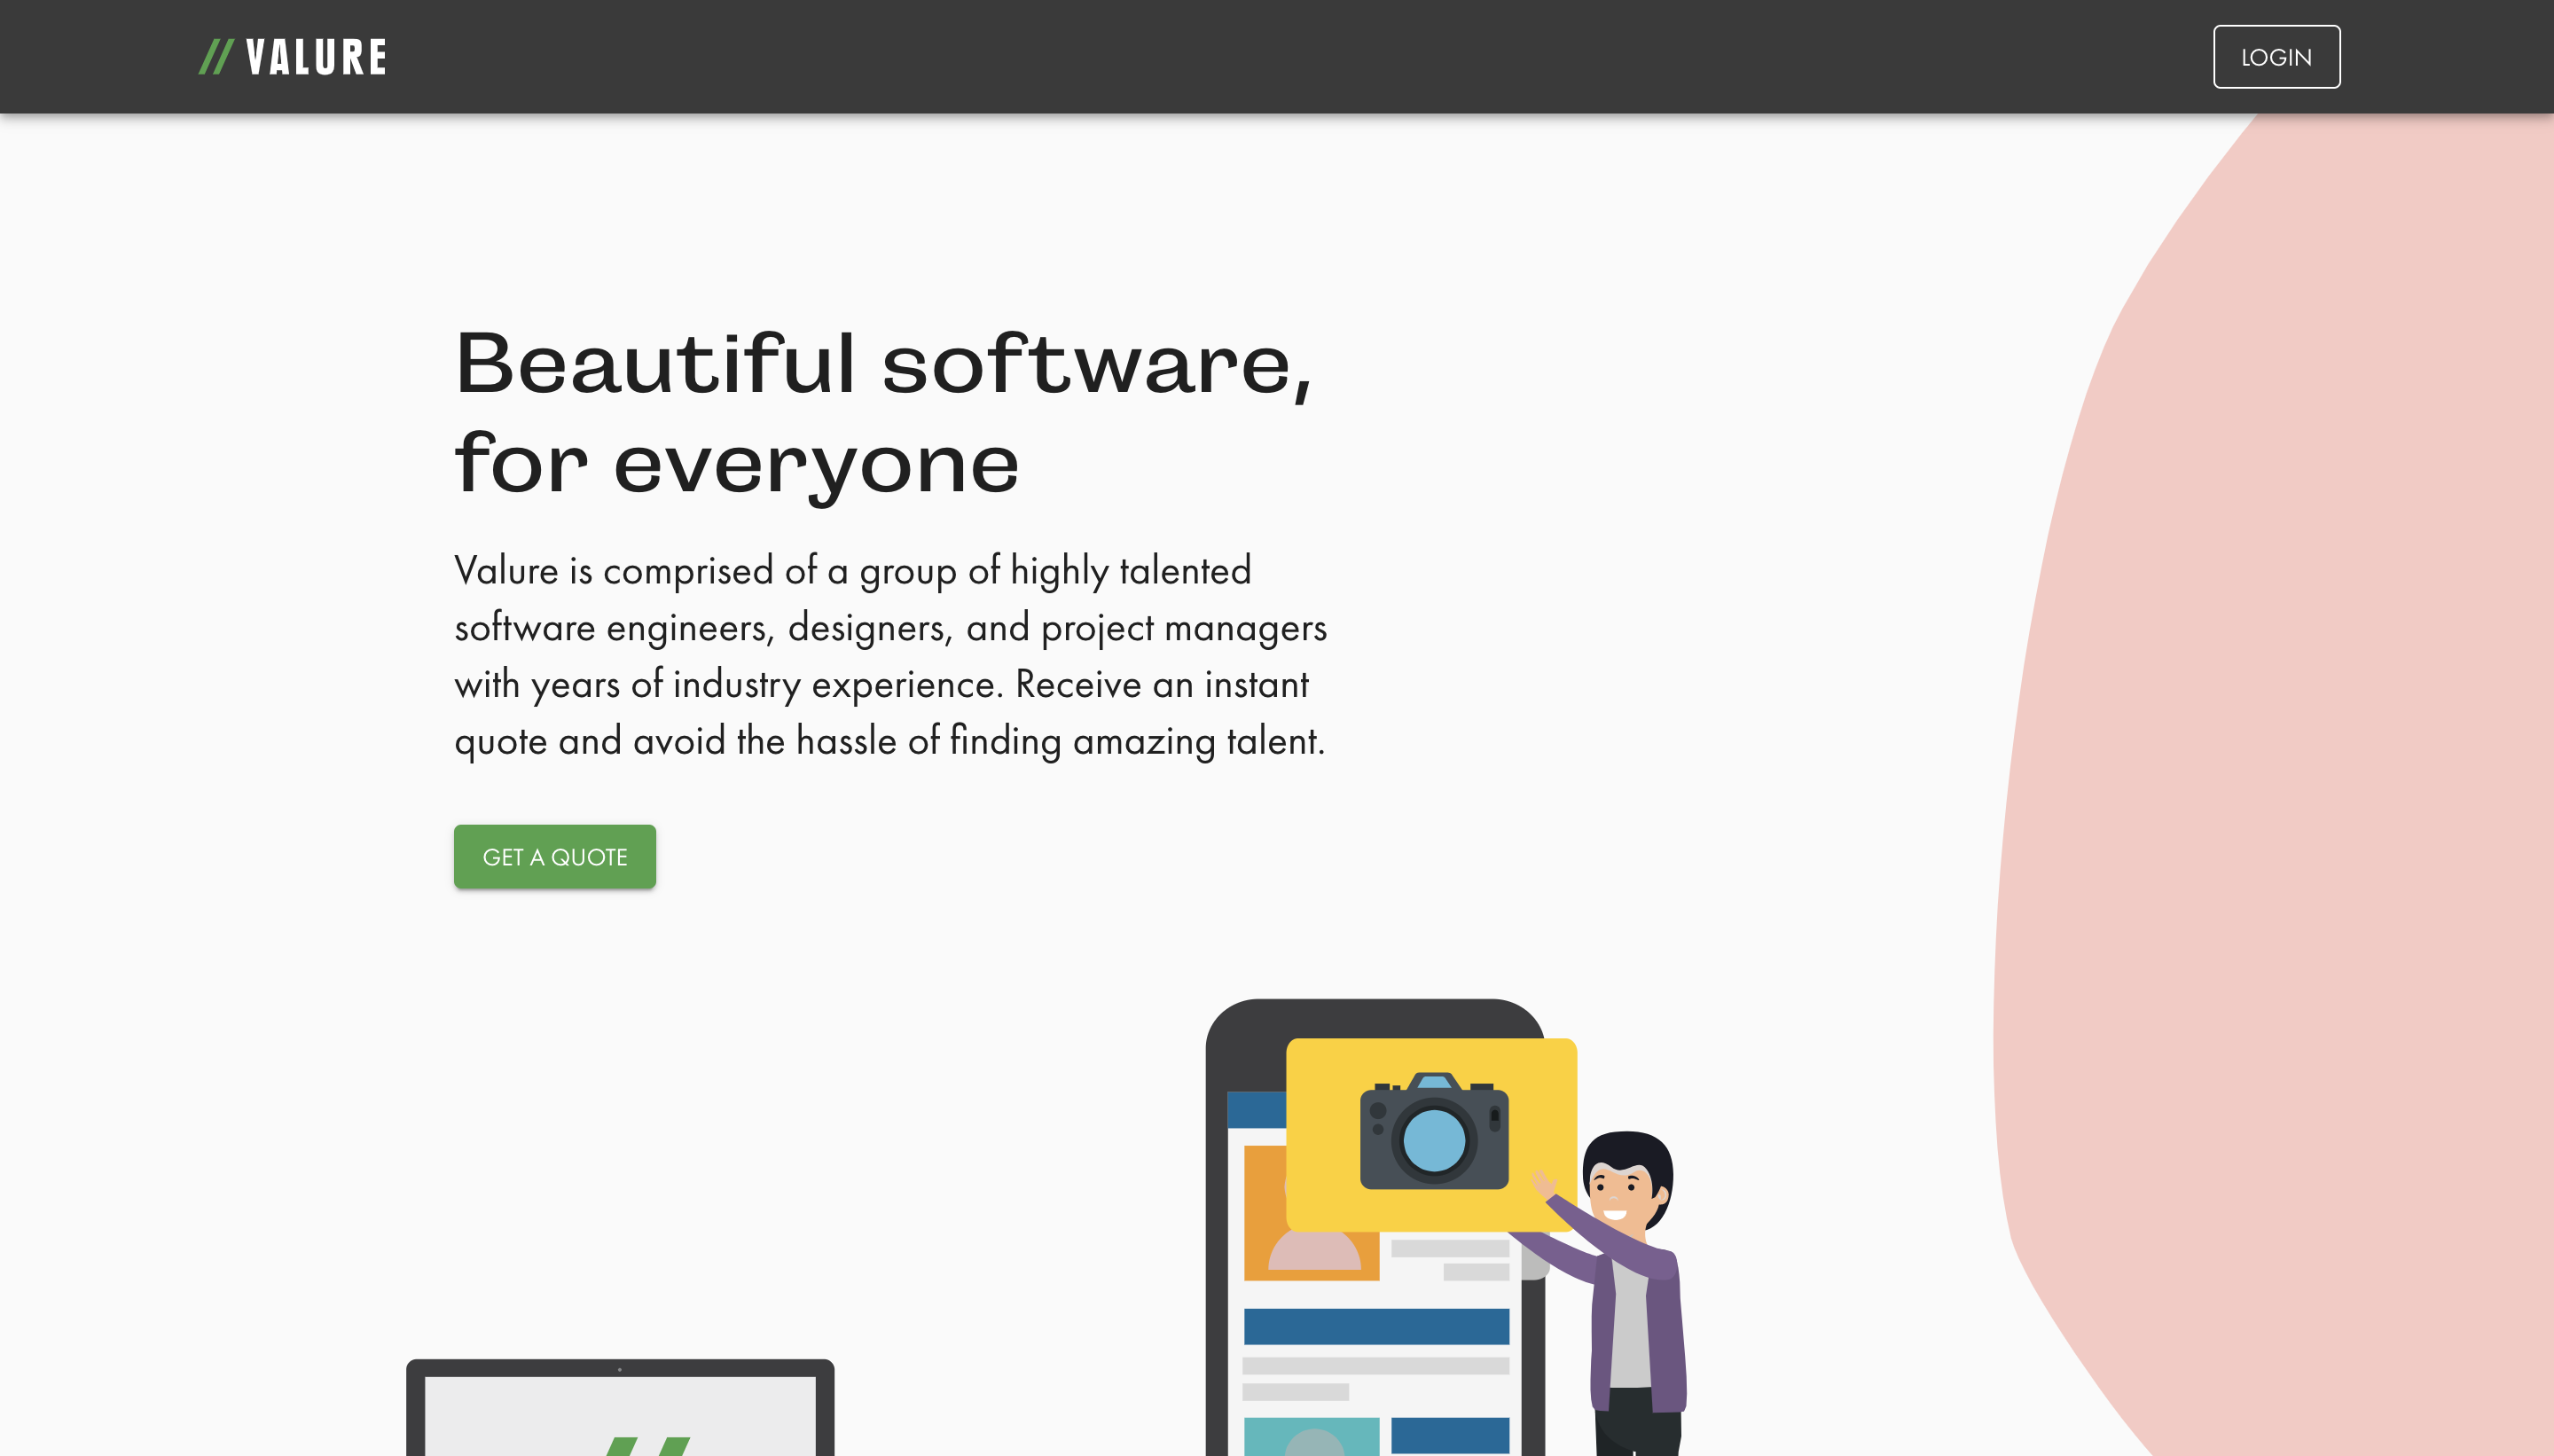 VALURE
LOGIN
Beautiful software,
for everyone
Valure is comprised of a group of highly talented
software engineers, designers, and project managers
with years of industry experience. Receive an instant
quote and avoid the hassle of finding amazing talent.
GET A QUOTE